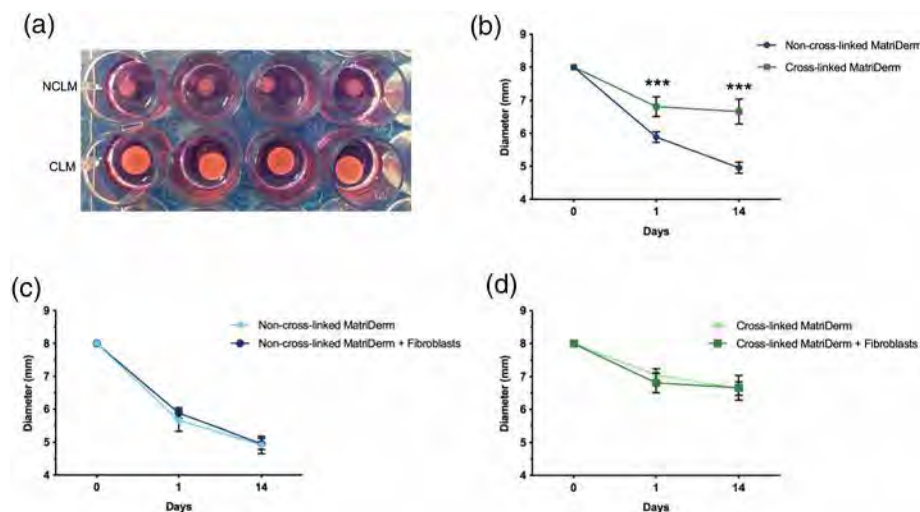 (a)
NCLM
CLM
(b)
Non-cross-linked MatriDerm
Cross-linked MatriDerm
***
***
Diameter (mm)
9
8
7
6
5
4
0
1
14
Days
(c)
Non-cross-linked MatriDerm
Non-cross-linked MatriDerm + Fibroblasts
Diameter (mm)
9
8
7
6
5
4
0
1
14
Days
(d)
Cross-linked MatriDerm
Cross-linked MatriDerm + Fibroblasts
Diameter (mm)
9
8
7
6
5
4
0
1
14
Days